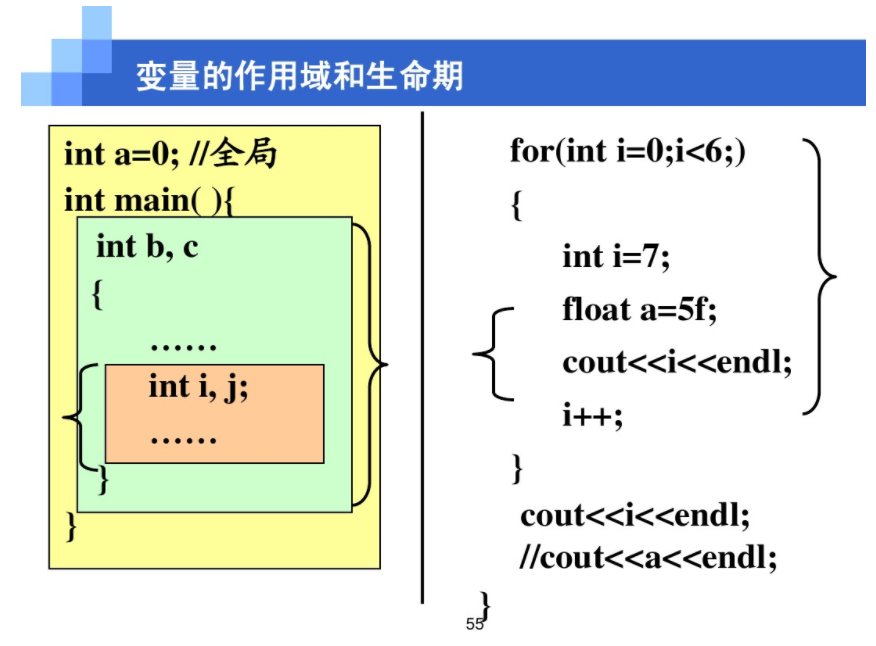 变量的作用域和生命期
int a=0; //全局
int main( ){
int b, c
{
……
int i, j;
……
}
}
for(int i=0;i<6;)
{
int i=7;
float a=5f;
cout<<i<<endl;
i++;
}
cout<<i<<endl;
//cout<<a<<endl;
}
55